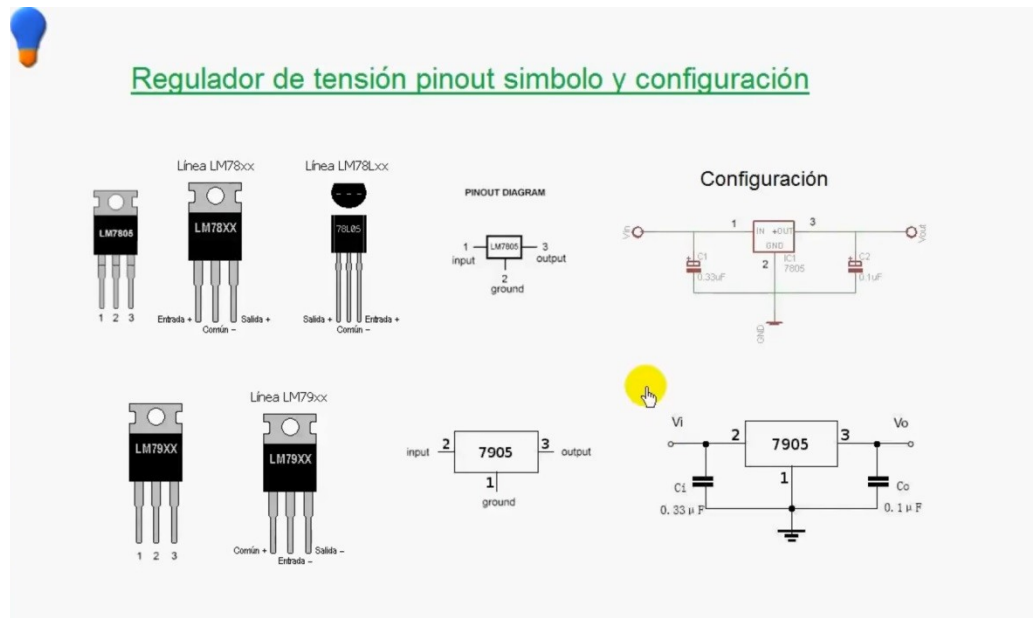 Regulador de tensión pinout simbolo y configuración
Línea LM78xx
Línea LM78Lxx
LM7805
1 2 3
LM78XX
Entrada +
Común -
Salida +
78L05
Salida +
Común -
Entrada +
PINOUT DIAGRAM
1
input
LM7805
3
output
2
ground
Configuración
Vin
1
IN +OUT
GND
3
Vout
2
IC1
7805
C1
0.33uF
C2
0.1uF
GND
Línea LM79xx
LM79XX
1 2 3
LM79XX
Común +
Entrada -
Salida -
input
2
7905
3
output
1
ground
Vi
2
7905
3
Vo
1
Ci
0.33µF
Co
0.1µF